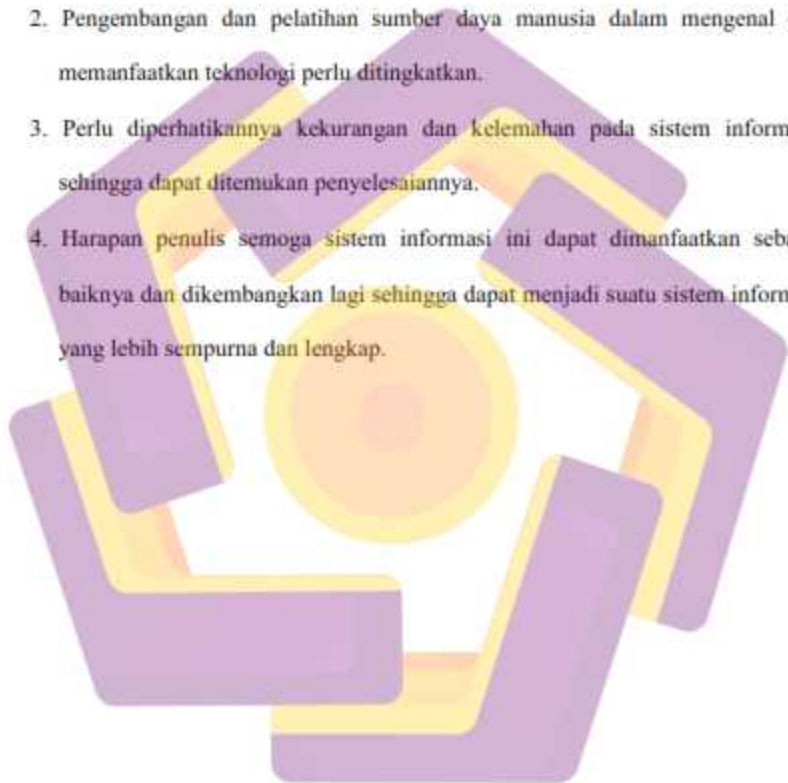 2. Pengembangan dan pelatihan sumber daya manusia dalam mengenal
memanfaatkan teknologi perlu ditingkatkan.
3. Perlu diperhatikannya kekurangan dan kelemahan pada sistem inform
sehingga dapat ditemukan penyelesaiannya.
4. Harapan penulis semoga sistem informasi ini dapat dimanfaatkan seba
baiknya dan dikembangkan lagi sehingga dapat menjadi suatu sistem inform
yang lebih sempurna dan lengkap.